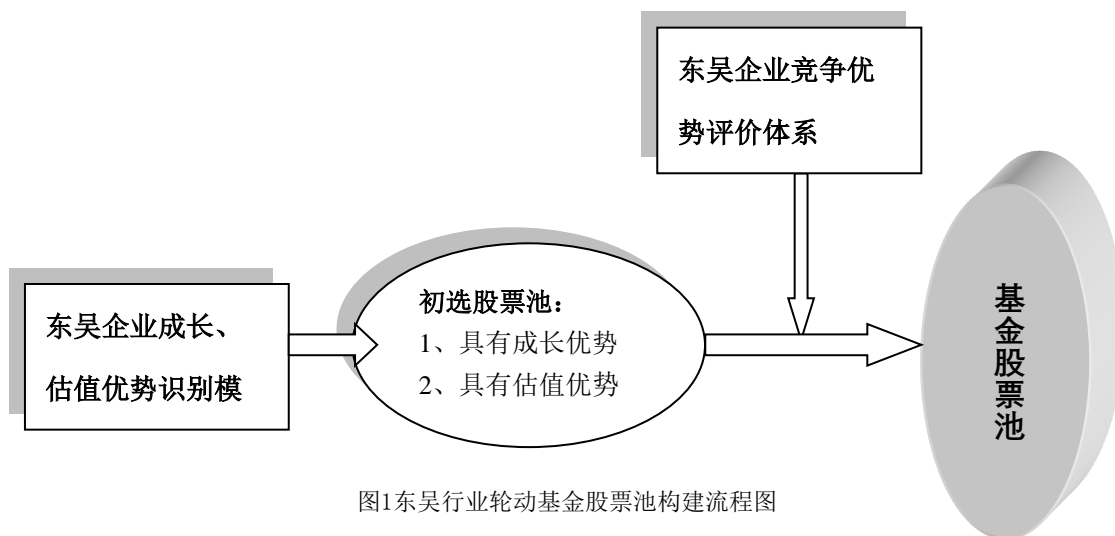 东吴企业竞争优
势评价体系
东吴企业成长、
估值优势识别模
初选股票池：
1、具有成长优势
2、具有估值优势
基金股票池
图1东吴行业轮动基金股票池构建流程图